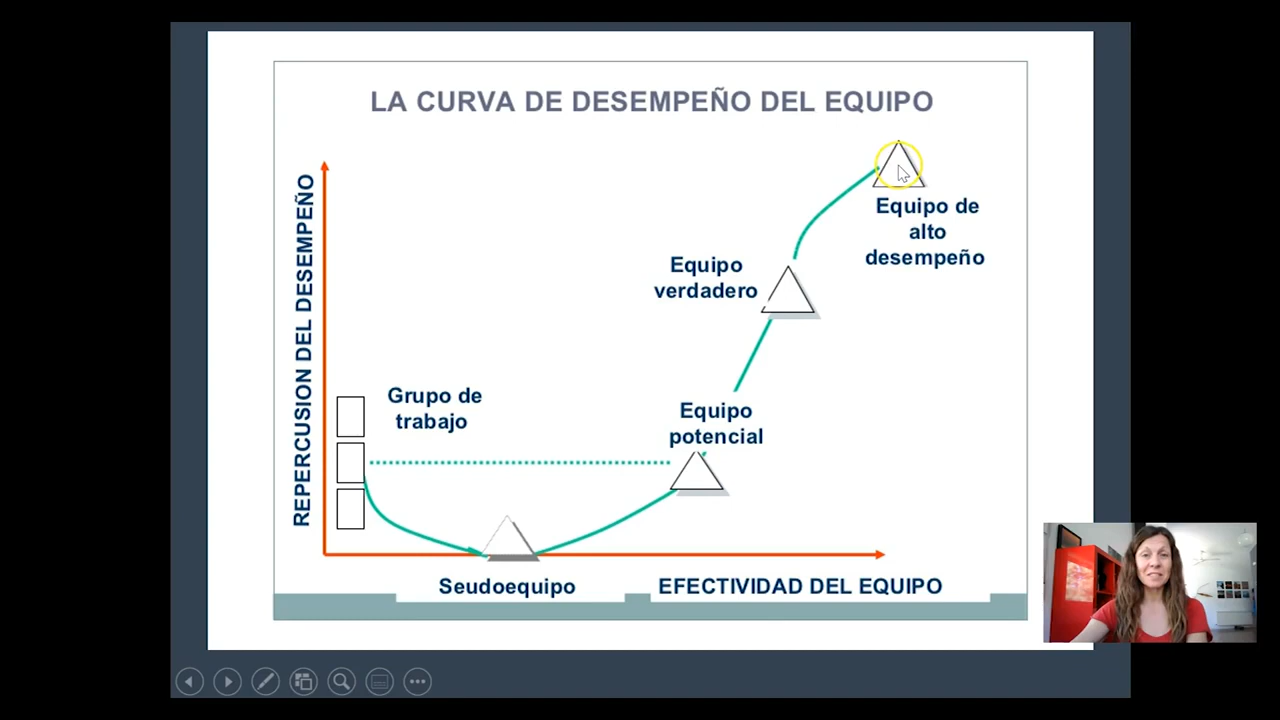 LA CURVA DE DESEMPEÑO DEL EQUIPO
REPERCUSION DEL DESEMPEÑO
Equipo de
alto
desempeño
Equipo
verdadero
Grupo de
trabajo
Equipo
potencial
Seudoequipo
EFECTIVIDAD DEL EQUIPO